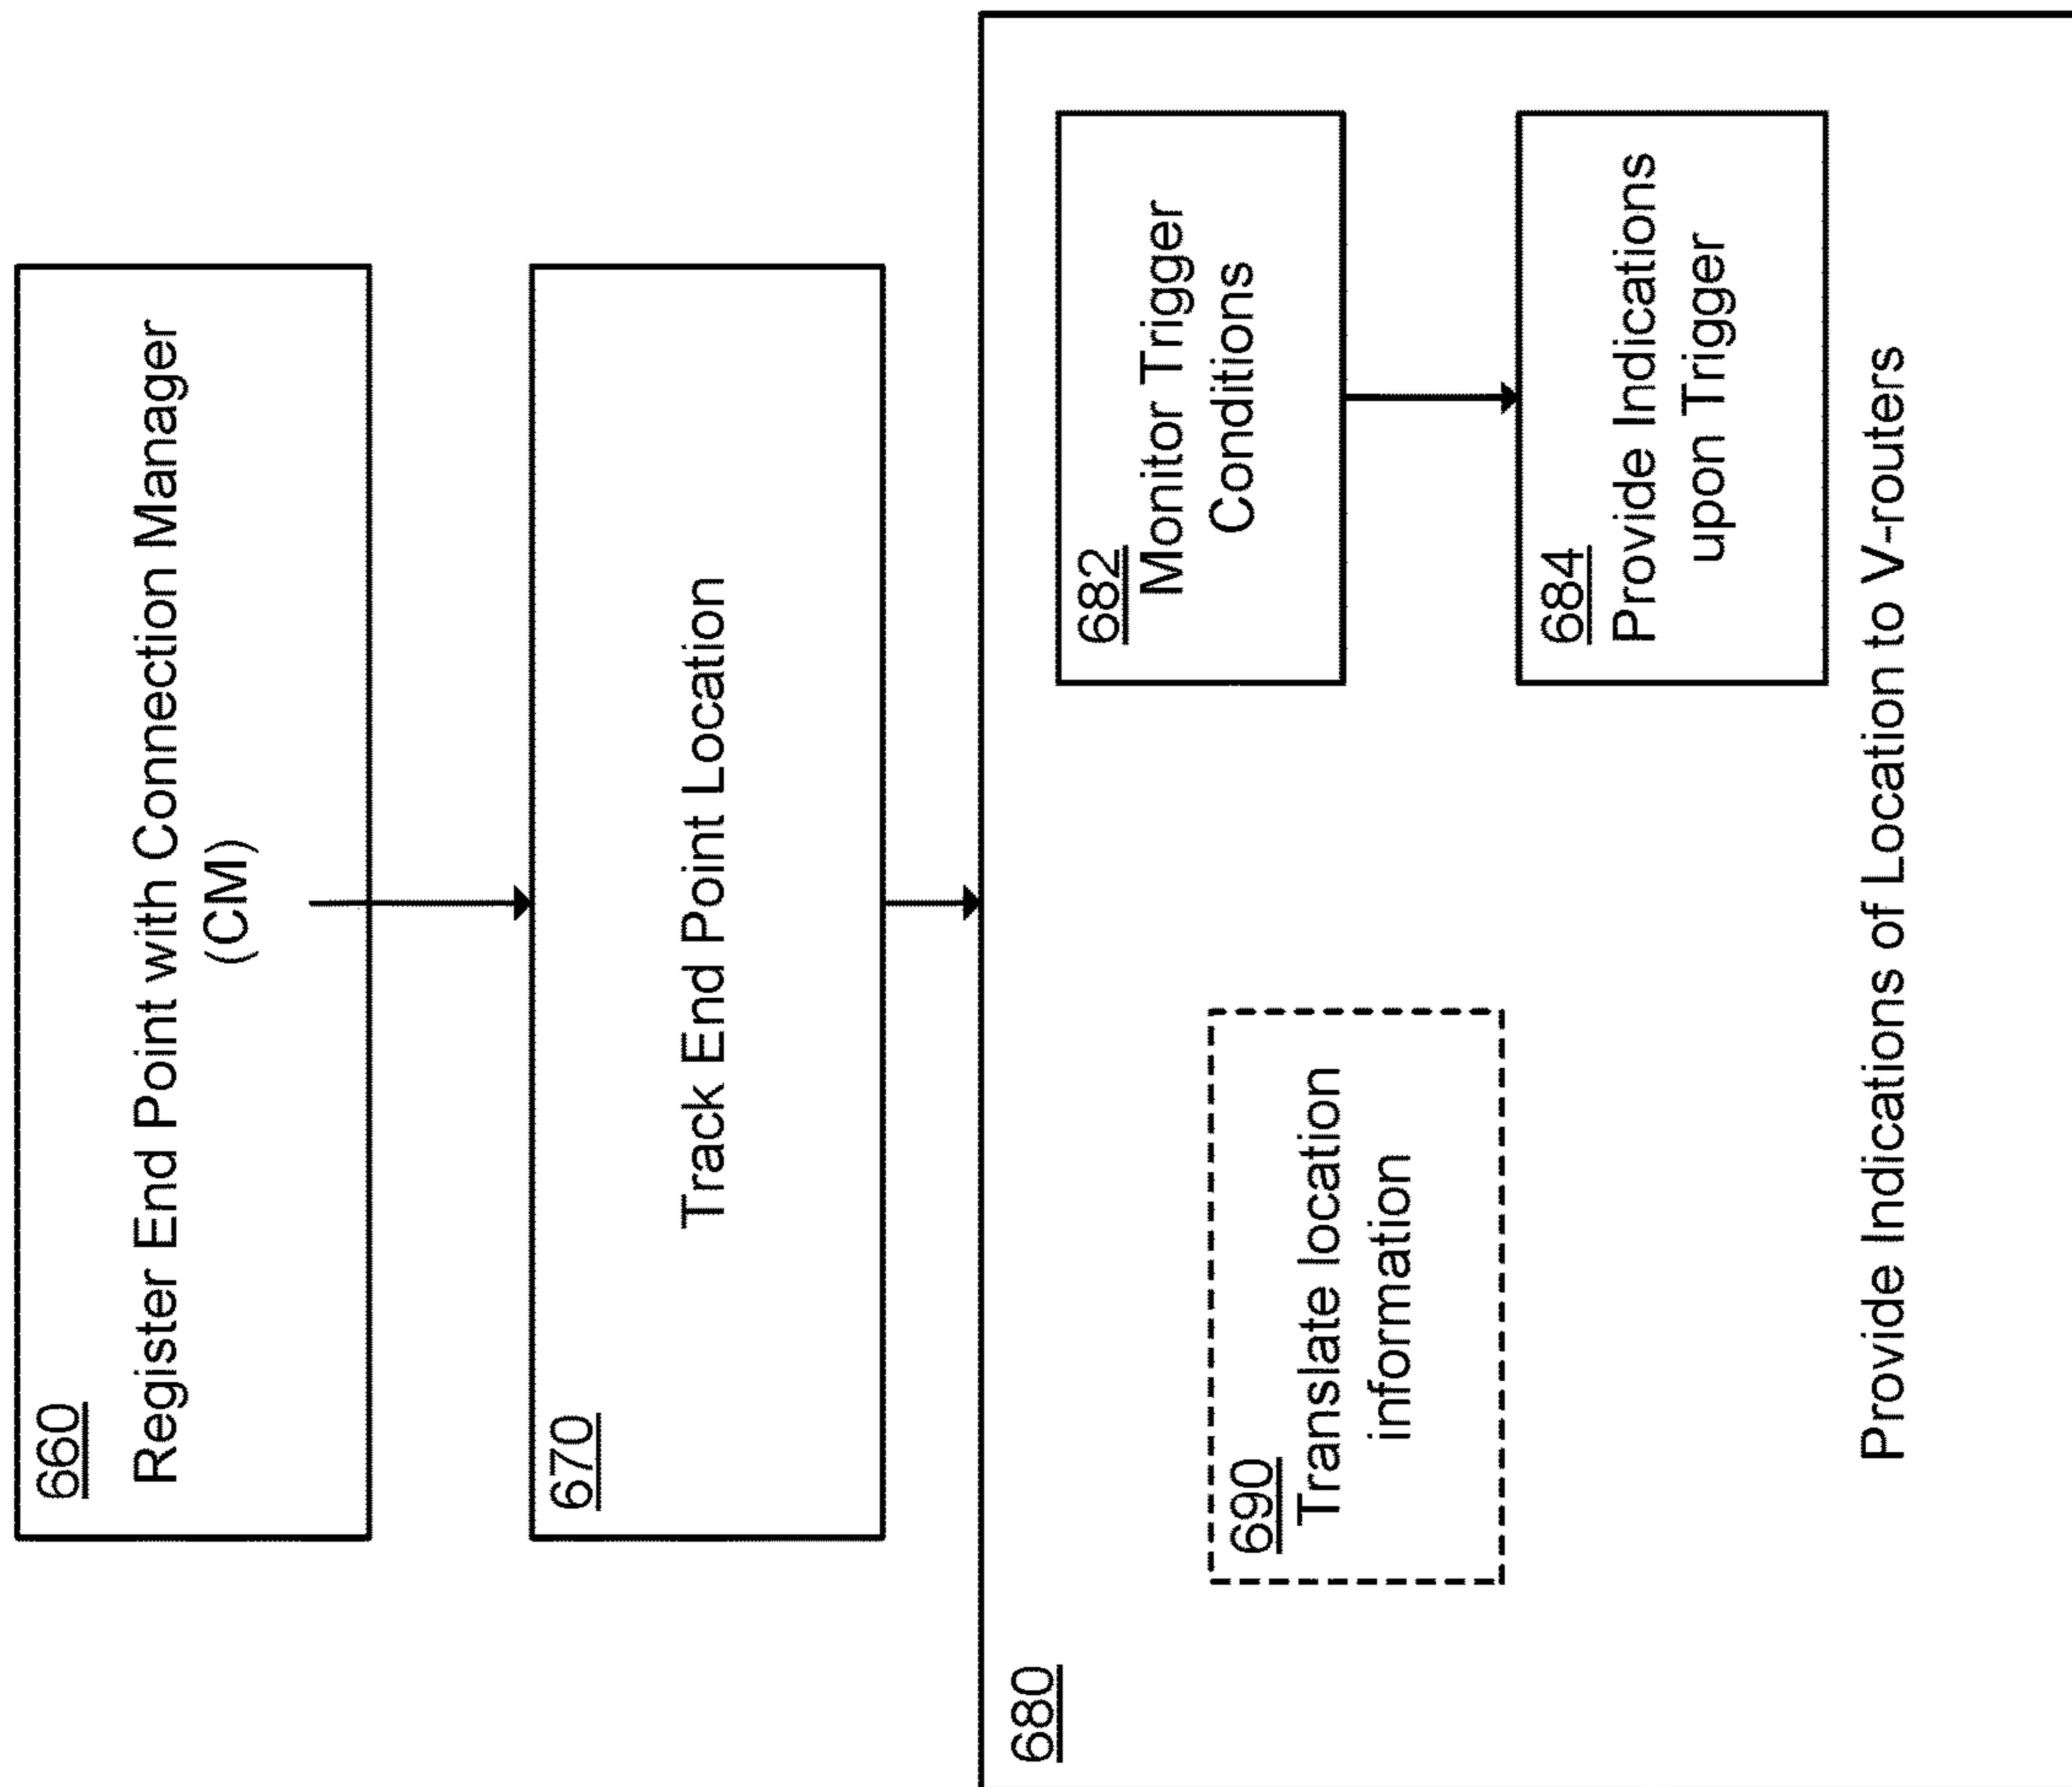 660
Register End Point with Connection Manager
(CM)
670
Track End Point Location
680
690
Translate location
information
682
Monitor Trigger
Conditions
684
Provide Indications
upon Trigger
Provide Indications of Location to V-routers